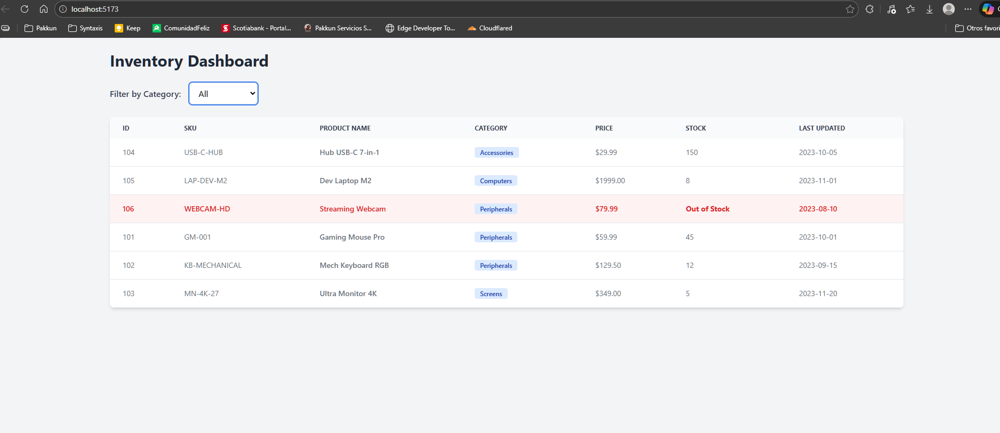 localhost:5173
Pakkun Syntaxis Keep ComunidadFeliz Scotiabank - Portal... Pakkun Servicios S... Edge Developer To... Cloudflared Otros favori
Inventory Dashboard
Filter by Category: All
ID SKU PRODUCT NAME CATEGORY PRICE STOCK LAST UPDATED
104 USB-C-HUB Hub USB-C 7-in-1 Accessories $29.99 150 2023-10-05
105 LAP-DEV-M2 Dev Laptop M2 Computers $1999.00 8 2023-11-01
106 WEBCAM-HD Streaming Webcam Peripherals $79.99 Out of Stock 2023-08-10
101 GM-001 Gaming Mouse Pro Peripherals $59.99 45 2023-10-01
102 KB-MECHANICAL Mech Keyboard RGB Peripherals $129.50 12 2023-09-15
103 MN-4K-27 Ultra Monitor 4K Screens $349.00 5 2023-11-20